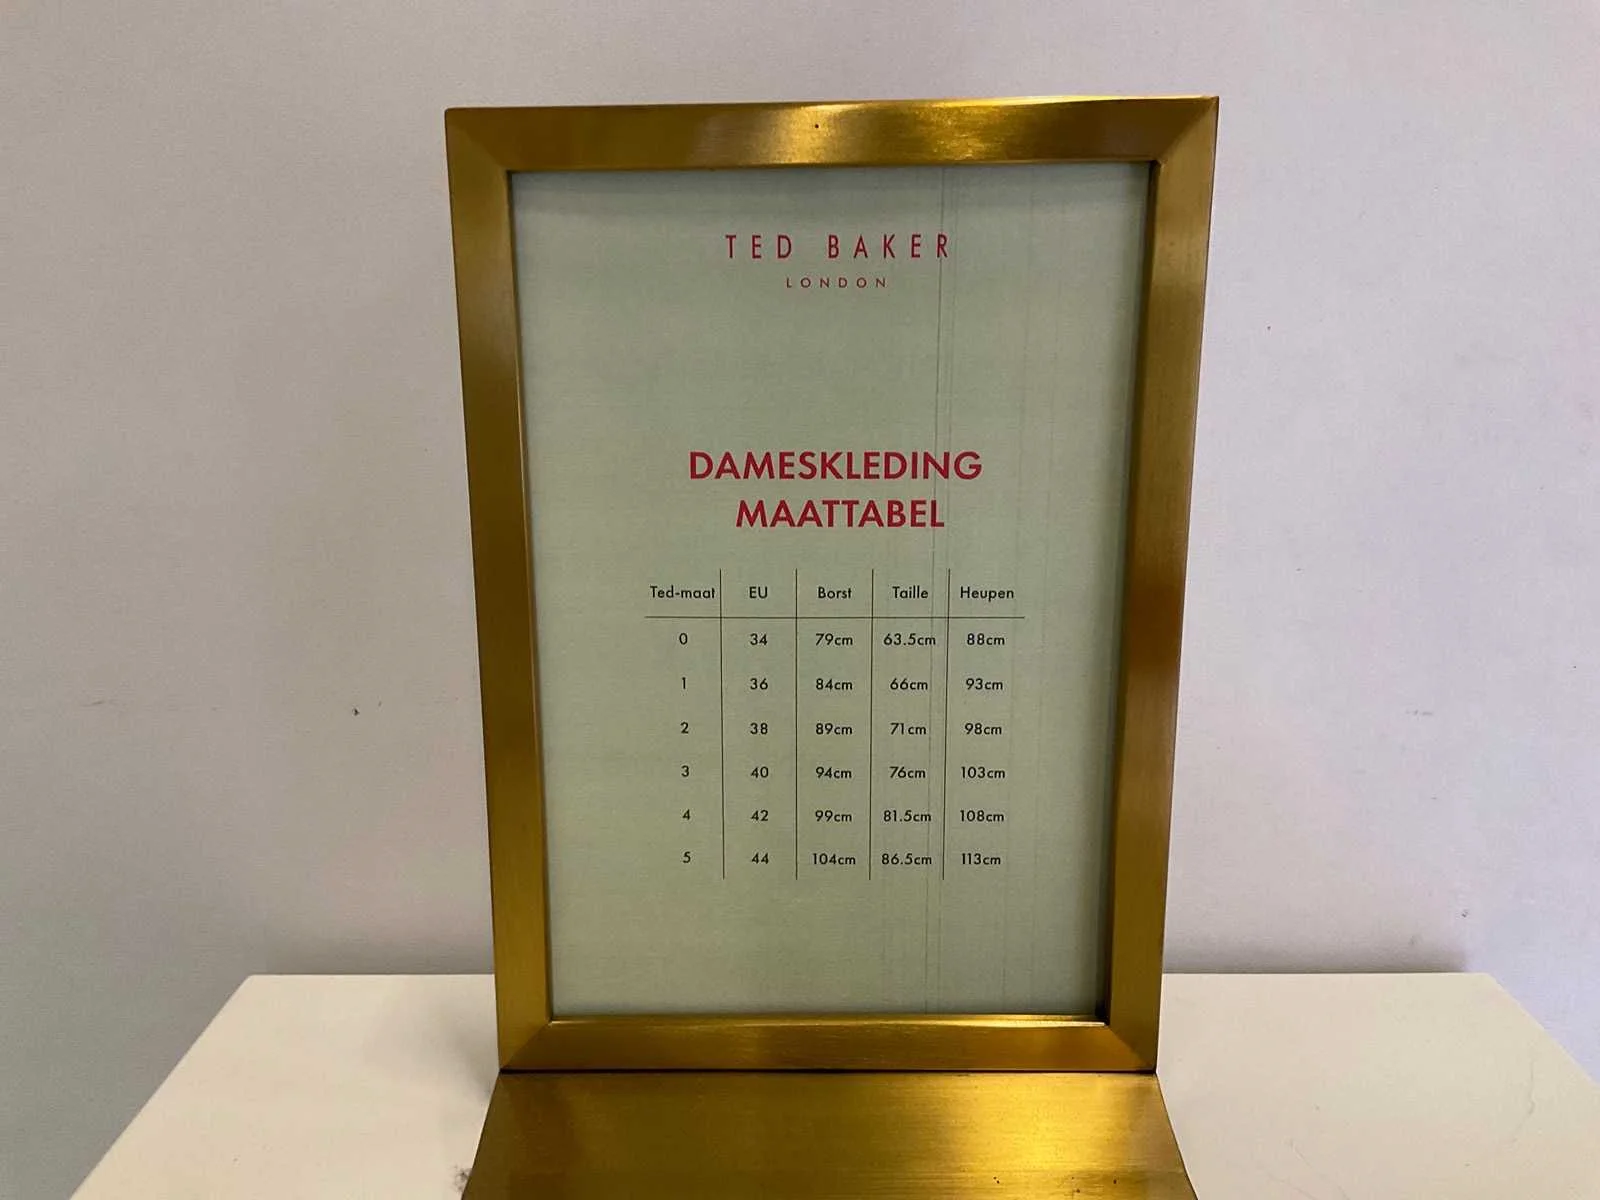 TED BAKER
LONDON
DAMESKLEDING
MAATTABEL
Ted-maat EU Borst Taille Heupen
0 34 79cm 63.5cm 88cm
1 36 84cm 66cm 93cm
2 38 89cm 71cm 98cm
3 40 94cm 76cm 103cm
4 42 99cm 81.5cm 108cm
5 44 104cm 86.5cm 113cm